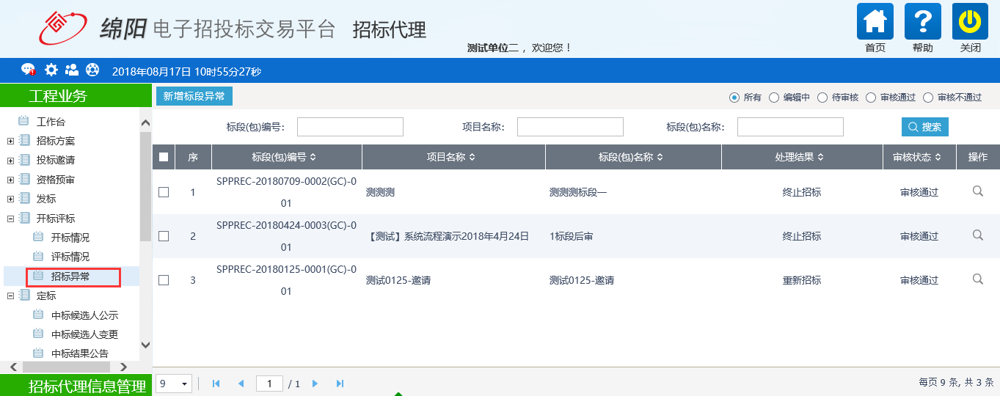 绵阳 电子招投标交易平台 招标代理
测试单位二 ，欢迎您！
首页 帮助 关闭
2018年08月17日 10时55分27秒
工程业务
工作台
招标方案
投标邀请
资格预审
发标
开标评标
开标情况
评标情况
招标异常
定标
中标候选人公示
中标候选人变更
中标结果公告
招标代理信息管理
新增标段异常
所有 编辑中 待审核 审核通过 审核不通过
标段(包)编号： 项目名称： 标段(包)名称： 搜索
序 标段(包)编号 项目名称 标段(包)名称 处理结果 审核状态 操作
1 SPPREC-20180709-0002(GC)-0
01 测测测 测测测标段一 终止招标 审核通过
2 SPPREC-20180424-0003(GC)-0
01 【测试】系统流程演示2018年4月24日 1标段后审 终止招标 审核通过
3 SPPREC-20180125-0001(GC)-0
01 测试0125-邀请 测试0125-邀请 重新招标 审核通过
9 1 / 1 每页 9 条, 共 3 条